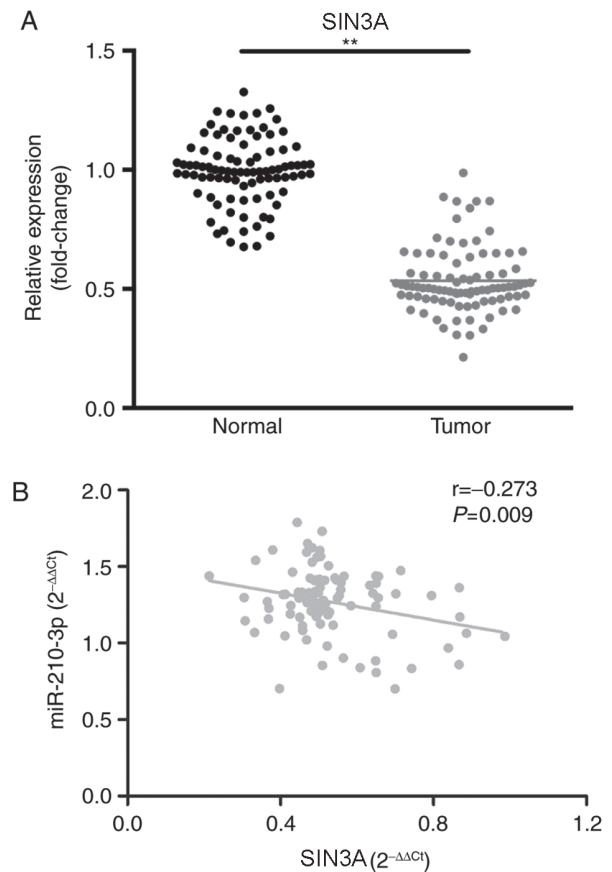 A
SIN3A
**
Relative expression
(fold-change)
1.5
1.0
0.5
0.0
Normal
Tumor
B
r=−0.273
P=0.009
miR-210-3p (2−ΔΔCt)
2.0
1.5
1.0
0.5
0.0
0.0
0.4
0.8
1.2
SIN3A (2−ΔΔCt)